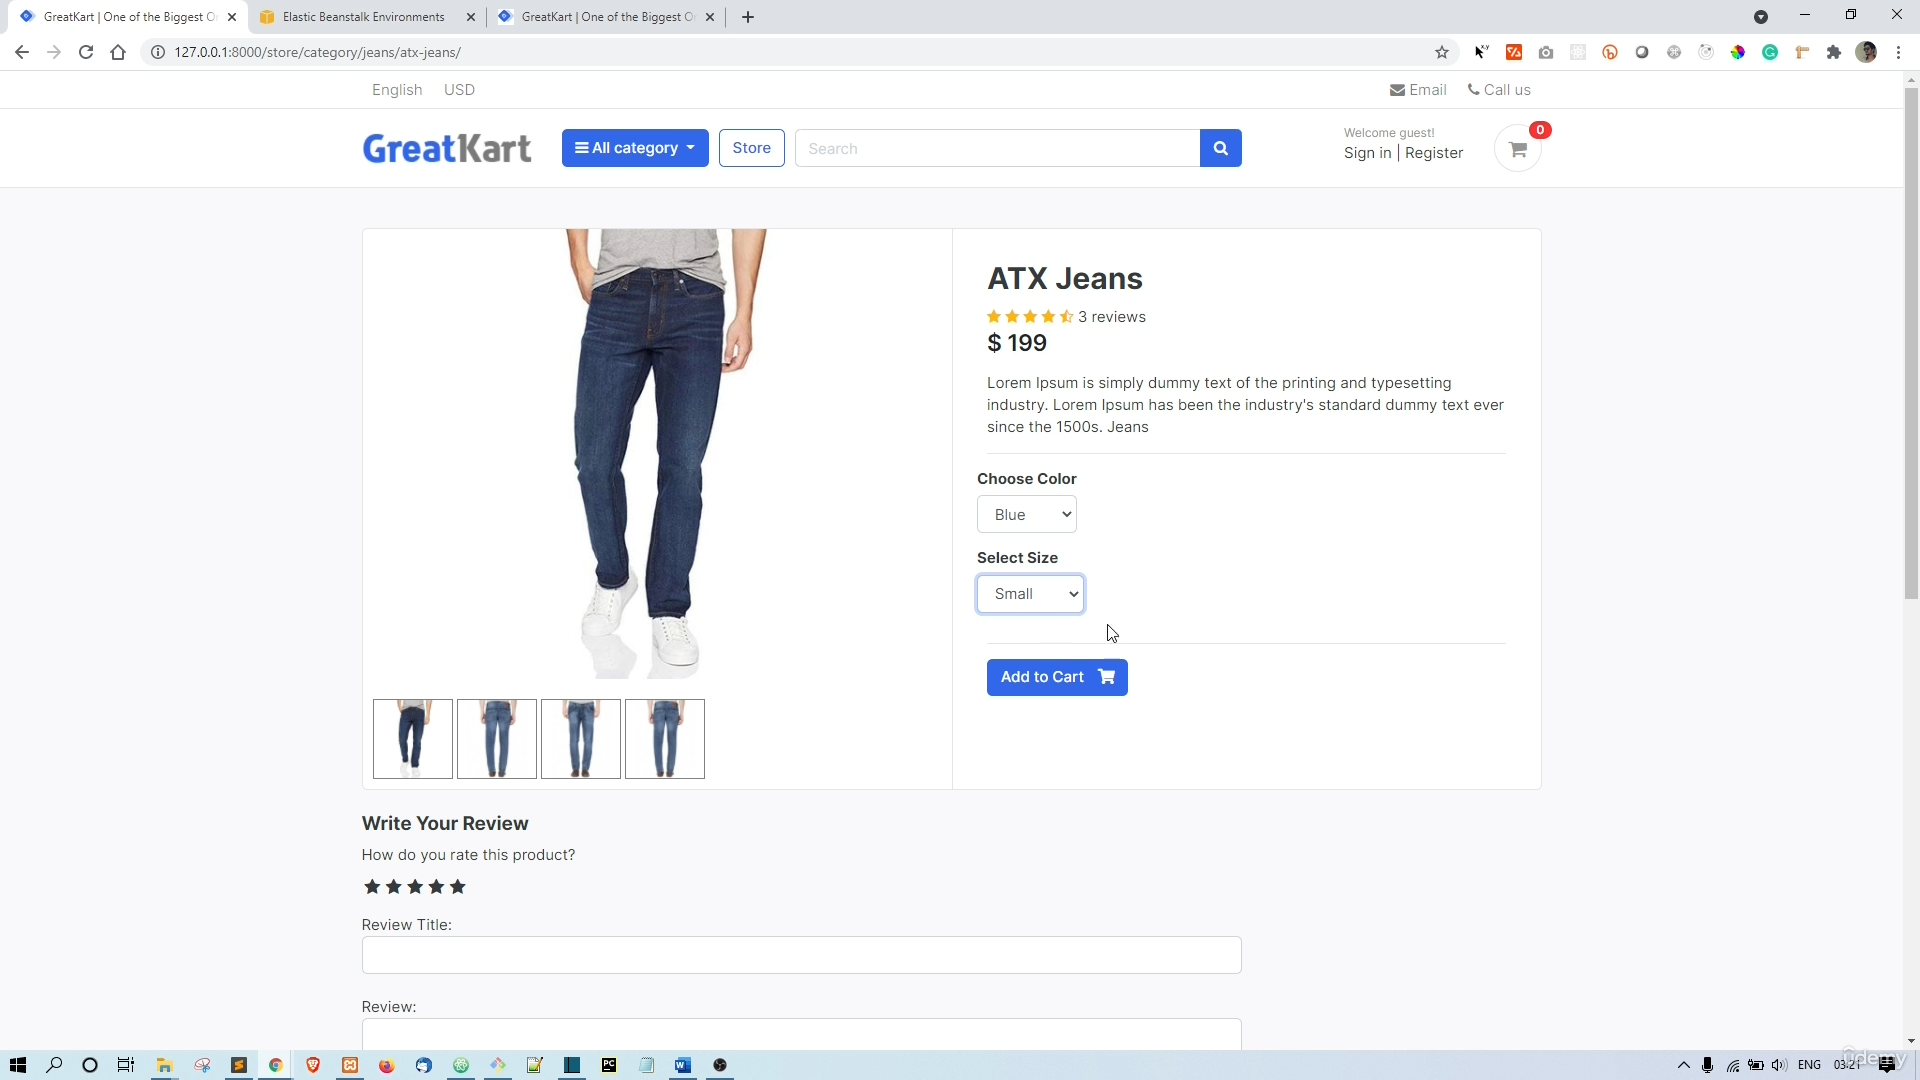 GreatKart | One of the Biggest O
Elastic Beanstalk Environments
GreatKart | One of the Biggest O
127.0.0.1:8000/store/category/jeans/atx-jeans/
English USD
Email Call us
GreatKart
All category
Store
Search
Welcome guest!
Sign in | Register
0
ATX Jeans
3 reviews
$ 199
Lorem Ipsum is simply dummy text of the printing and typesetting
industry. Lorem Ipsum has been the industry's standard dummy text ever
since the 1500s. Jeans
Choose Color
Blue
Select Size
Small
Add to Cart
Write Your Review
How do you rate this product?
Review Title:
Review:
ENG 03:21
ûdemy